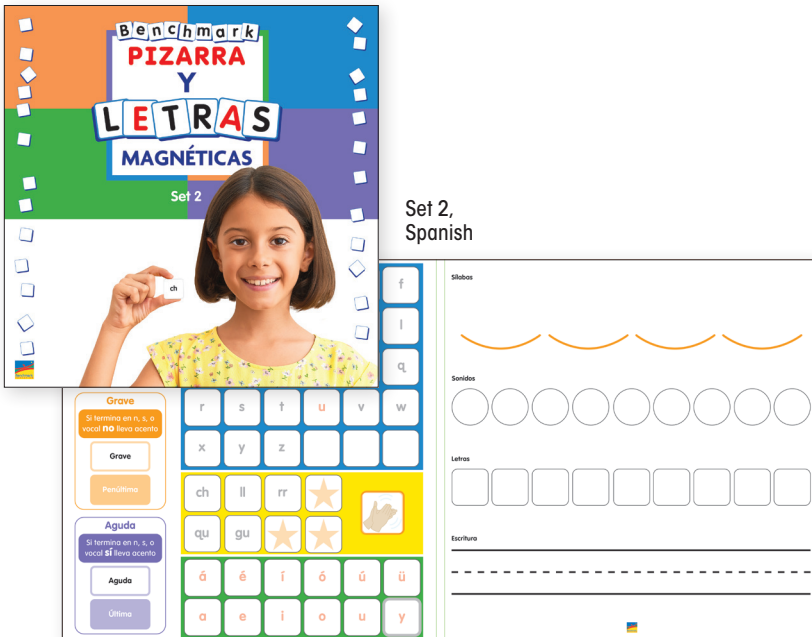 Benchmark
PIZARRA
Y
LETRAS
MAGNÉTICAS
Set 2
ch
Set 2,
Spanish
f
l
q
r s t u v w
x y z
ch ll rr
qu gu
á é í ó ú ü
a e i o u y
Grave
Si termina en n, s, o
vocal no lleva acento
Grave
Penúltima
Aguda
Si termina en n, s, o
vocal sí lleva acento
Aguda
Última
Sílabas
Sonidos
Letras
Escritura